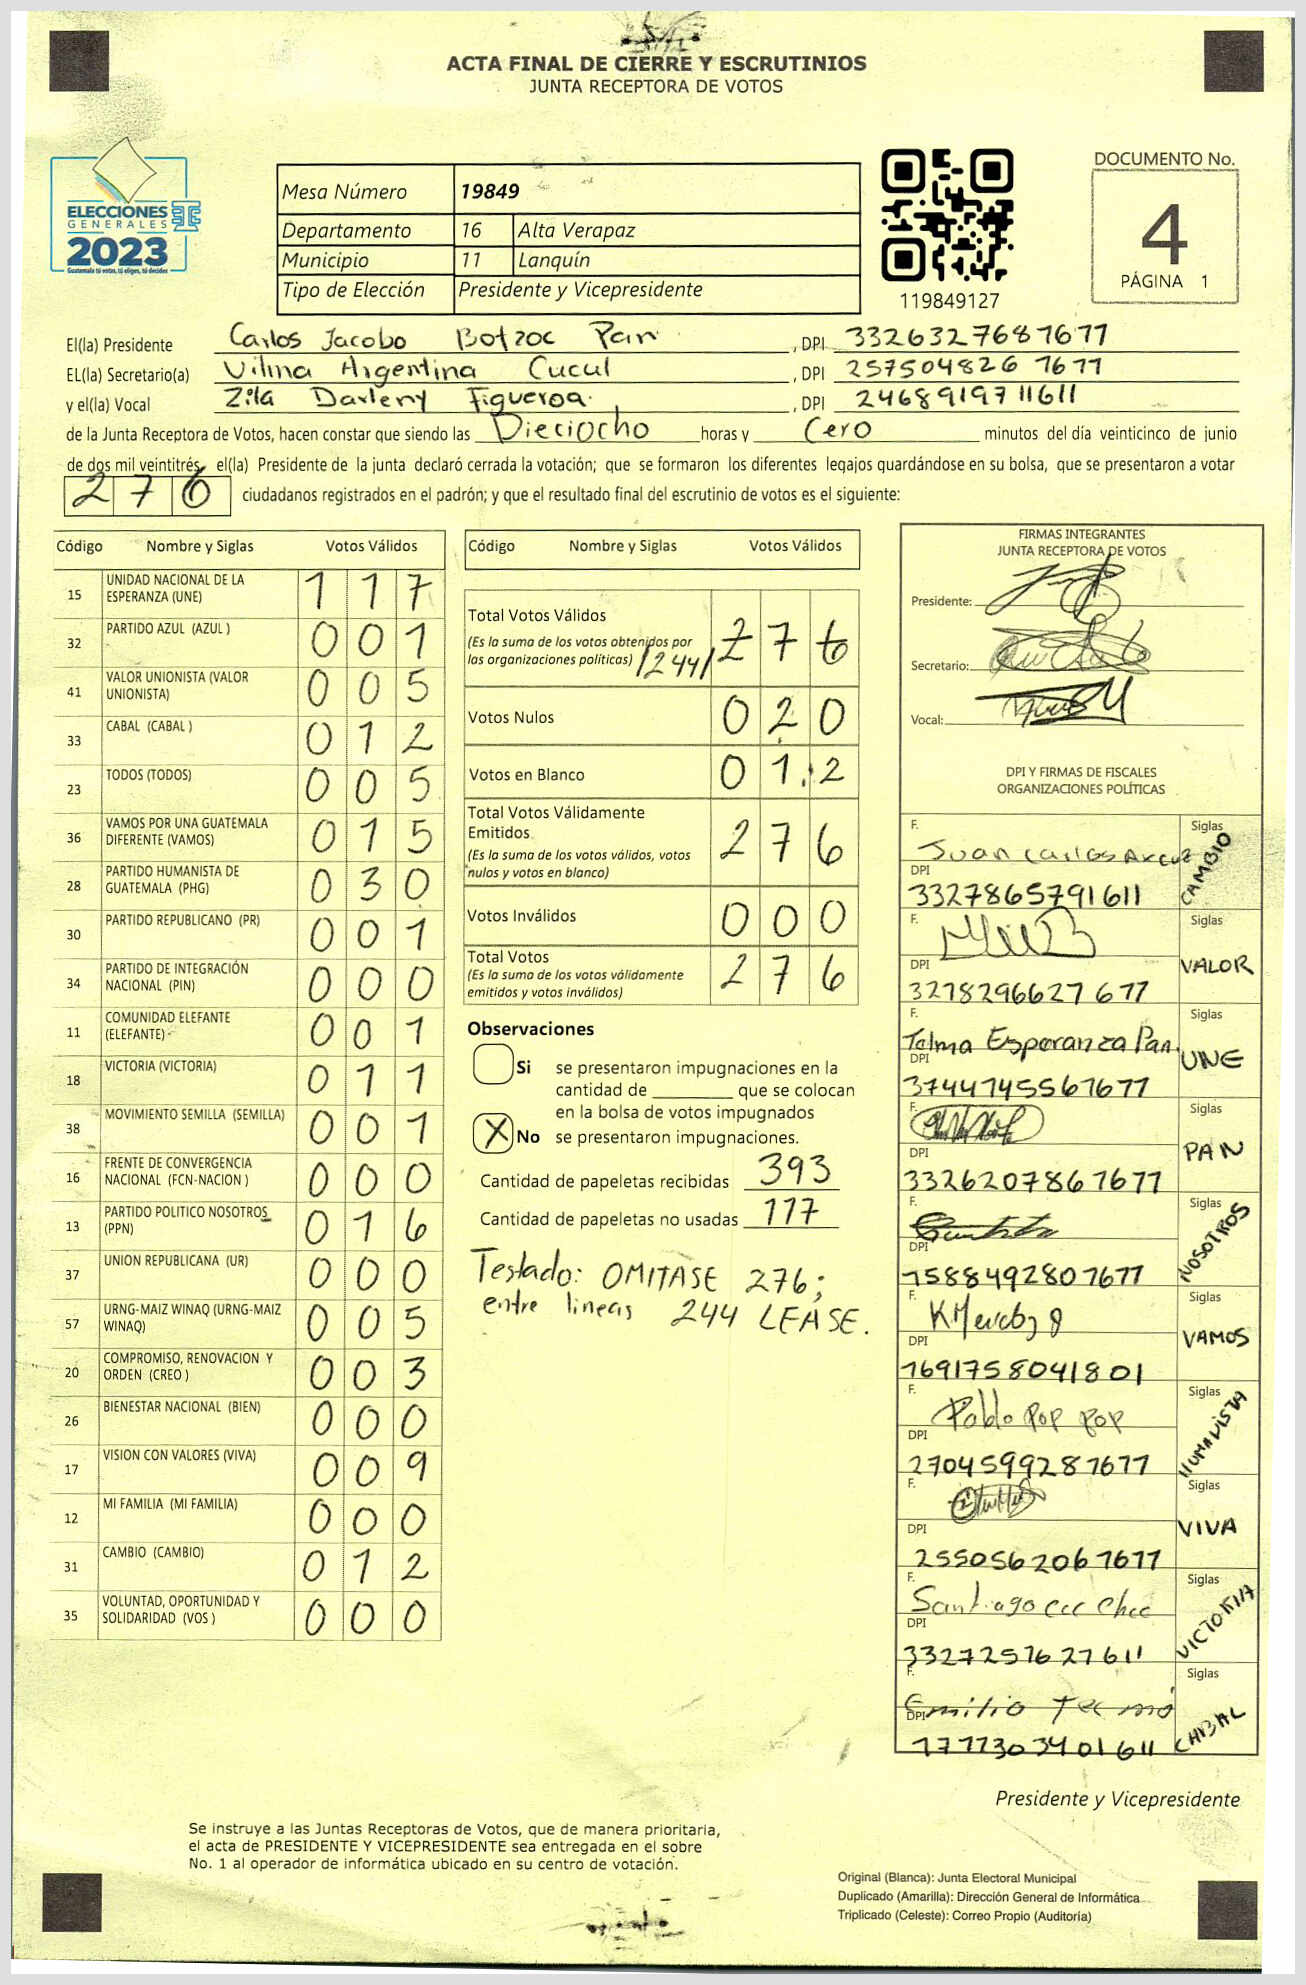 ACTA FINAL DE CIERRE Y ESCRUTINIOS
JUNTA RECEPTORA DE VOTOS
ELECCIONES
GENERALES
2023
Guatemala tú votas, tú eliges, tú decides
Mesa Número 19849
Departamento 16 Alta Verapaz
Municipio 11 Lanquín
Tipo de Elección Presidente y Vicepresidente
119849127
DOCUMENTO No.
4
PÁGINA 1
El(la) Presidente Carlos Jacobo Botzoc Pan, DPI 3326327687677
EL(la) Secretario(a) Vilma Argentina Cucul, DPI 257504826 7677
y el(la) Vocal Zila Darleny Figueroa., DPI 2468919711611
de la Junta Receptora de Votos, hacen constar que siendo las Dieciocho horas y Cero minutos del día veinticinco de junio
de dos mil veintitrés, el(la) Presidente de la junta declaró cerrada la votación; que se formaron los diferentes legajos guardándose en su bolsa, que se presentaron a votar
276 ciudadanos registrados en el padrón; y que el resultado final del escrutinio de votos es el siguiente:
Código Nombre y Siglas Votos Válidos
15 UNIDAD NACIONAL DE LA ESPERANZA (UNE) 117
32 PARTIDO AZUL (AZUL ) 001
41 VALOR UNIONISTA (VALOR UNIONISTA) 005
33 CABAL (CABAL ) 012
23 TODOS (TODOS) 005
36 VAMOS POR UNA GUATEMALA DIFERENTE (VAMOS) 015
28 PARTIDO HUMANISTA DE GUATEMALA (PHG) 030
30 PARTIDO REPUBLICANO (PR) 001
34 PARTIDO DE INTEGRACIÓN NACIONAL (PIN) 000
11 COMUNIDAD ELEFANTE (ELEFANTE) 001
18 VICTORIA (VICTORIA) 011
38 MOVIMIENTO SEMILLA (SEMILLA) 001
16 FRENTE DE CONVERGENCIA NACIONAL (FCN-NACION ) 000
13 PARTIDO POLITICO NOSOTROS (PPN) 016
37 UNION REPUBLICANA (UR) 000
57 URNG-MAIZ WINAQ (URNG-MAIZ WINAQ) 005
20 COMPROMISO, RENOVACION Y ORDEN (CREO ) 003
26 BIENESTAR NACIONAL (BIEN) 000
17 VISION CON VALORES (VIVA) 009
12 MI FAMILIA (MI FAMILIA) 000
31 CAMBIO (CAMBIO) 012
35 VOLUNTAD, OPORTUNIDAD Y SOLIDARIDAD (VOS ) 000
Código Nombre y Siglas Votos Válidos
Total Votos Válidos
(Es la suma de los votos obtenidos por
las organizaciones políticas) /244/ 276
Votos Nulos 020
Votos en Blanco 012
Total Votos Válidamente
Emitidos 276
(Es la suma de los votos válidos, votos
nulos y votos en blanco)
Votos Inválidos 000
Total Votos 276
(Es la suma de los votos válidamente
emitidos y votos inválidos)
Observaciones
Si se presentaron impugnaciones en la
cantidad de ________ que se colocan
en la bolsa de votos impugnados
X No se presentaron impugnaciones.
Cantidad de papeletas recibidas 393
Cantidad de papeletas no usadas 117
Testado: OMITASE 276;
entre lineas 244 LEASE.
FIRMAS INTEGRANTES
JUNTA RECEPTORA DE VOTOS
Presidente:
Secretario:
Vocal:
DPI Y FIRMAS DE FISCALES
ORGANIZACIONES POLÍTICAS
F. Juan Carlos Siglas
DPI 3327865791611 CAMBIO
F. Siglas
DPI 3278296627677 VALOR
F. Telma Esperanza Pan. Siglas
DPI 3744745567677 UNE
F. Siglas
DPI 3326207867677 PAN
F. Siglas
DPI 1588492807677 NOSOTROS
F. Siglas
DPI 1691758041801 VAMOS
F. Pablo Pop Pop Siglas
DPI 2704599287677 HUMANISTA
F. Siglas
DPI 2550562067677 VIVA
F. Santiago Siglas
DPI 3327257627611 VICTORIA
F. Emilio Siglas
DPI 1777303401611 CABAL
Presidente y Vicepresidente
Se instruye a las Juntas Receptoras de Votos, que de manera prioritaria,
el acta de PRESIDENTE Y VICEPRESIDENTE sea entregada en el sobre
No. 1 al operador de informática ubicado en su centro de votación.
Original (Blanca): Junta Electoral Municipal
Duplicado (Amarilla): Dirección General de Informática
Triplicado (Celeste): Correo Propio (Auditoría)